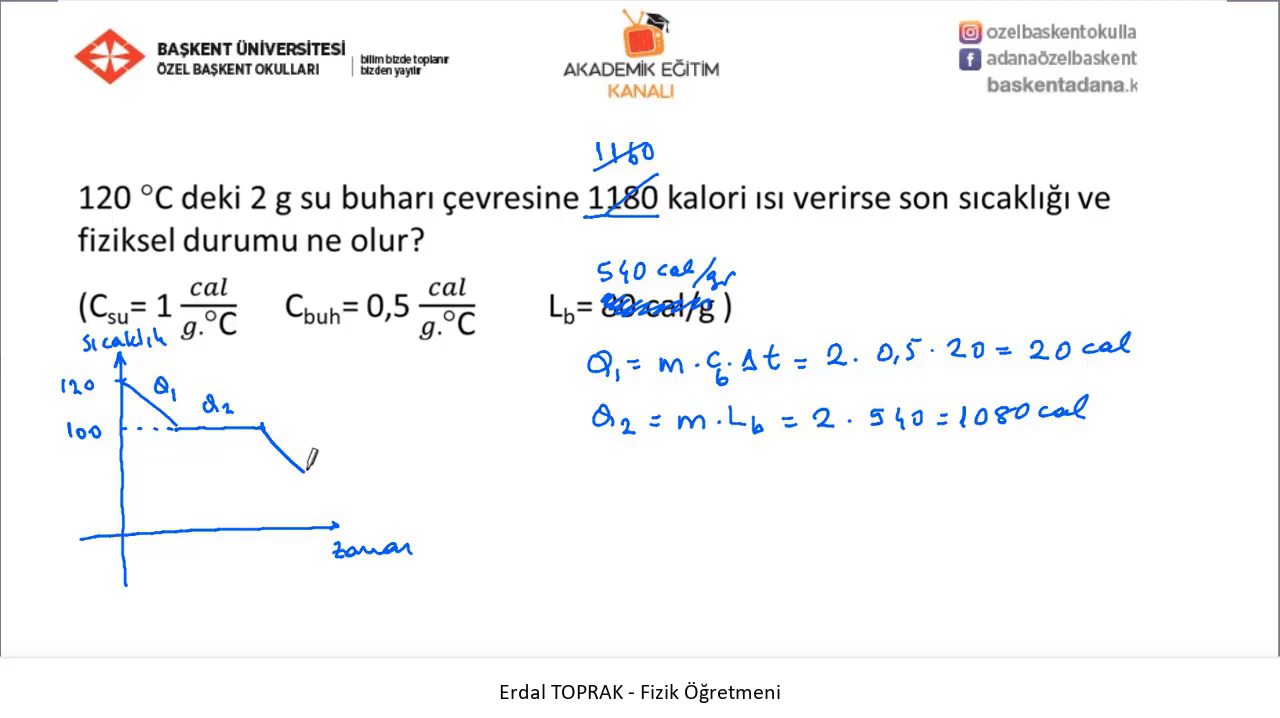 BAŞKENT ÜNİVERSİTESİ
ÖZEL BAŞKENT OKULLARI
bilim bizde toplanır
bizden yayılır
AKADEMİK EĞİTİM
KANALI
ozelbaskentokulla
adanaözelbaskent
baskentadana.k
1160
120 °C deki 2 g su buharı çevresine 1180 kalori ısı verirse son sıcaklığı ve
fiziksel durumu ne olur?
540 cal/gr
(Csu= 1 cal/g.°C Cbuh= 0,5 cal/g.°C Lb= 80 cal/g )
sıcaklık
Q₁ = m . cb . Δt = 2 . 0,5 . 20 = 20 cal
120 Q₁
Q₂
Q₂ = m . Lb = 2 . 540 = 1080 cal
100
zaman
Erdal TOPRAK - Fizik Öğretmeni